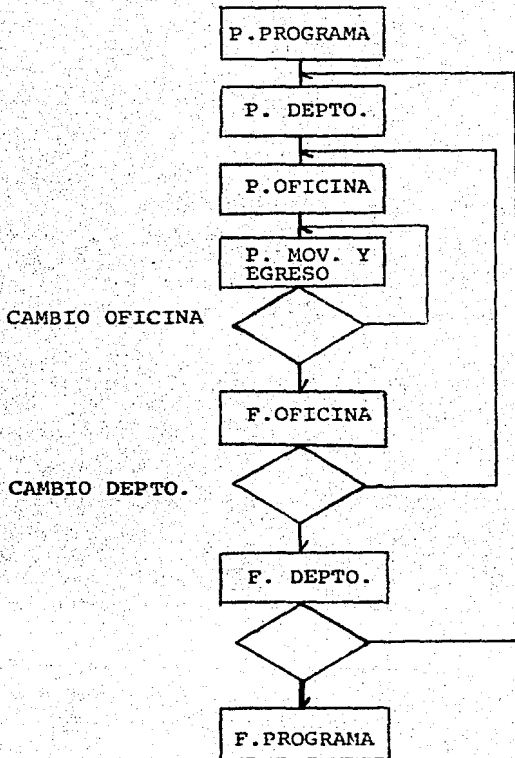 P.PROGRAMA
P. DEPTO.
P.OFICINA
P. MOV. Y
EGRESO
CAMBIO OFICINA
F.OFICINA
CAMBIO DEPTO.
F. DEPTO.
F.PROGRAMA